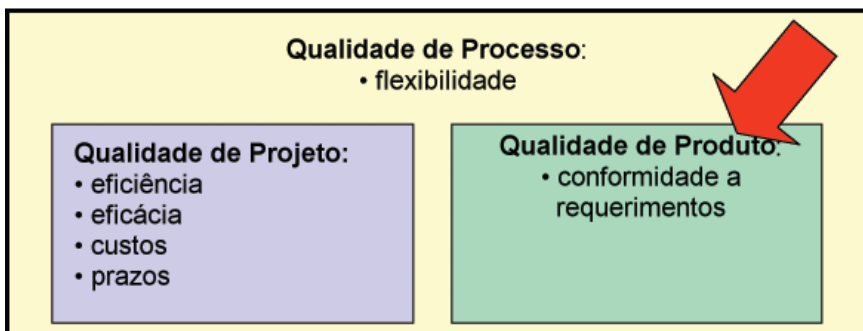 Qualidade de Processo:
• flexibilidade
Qualidade de Projeto:
• eficiência
• eficácia
• custos
• prazos
Qualidade de Produto:
• conformidade a
requerimentos